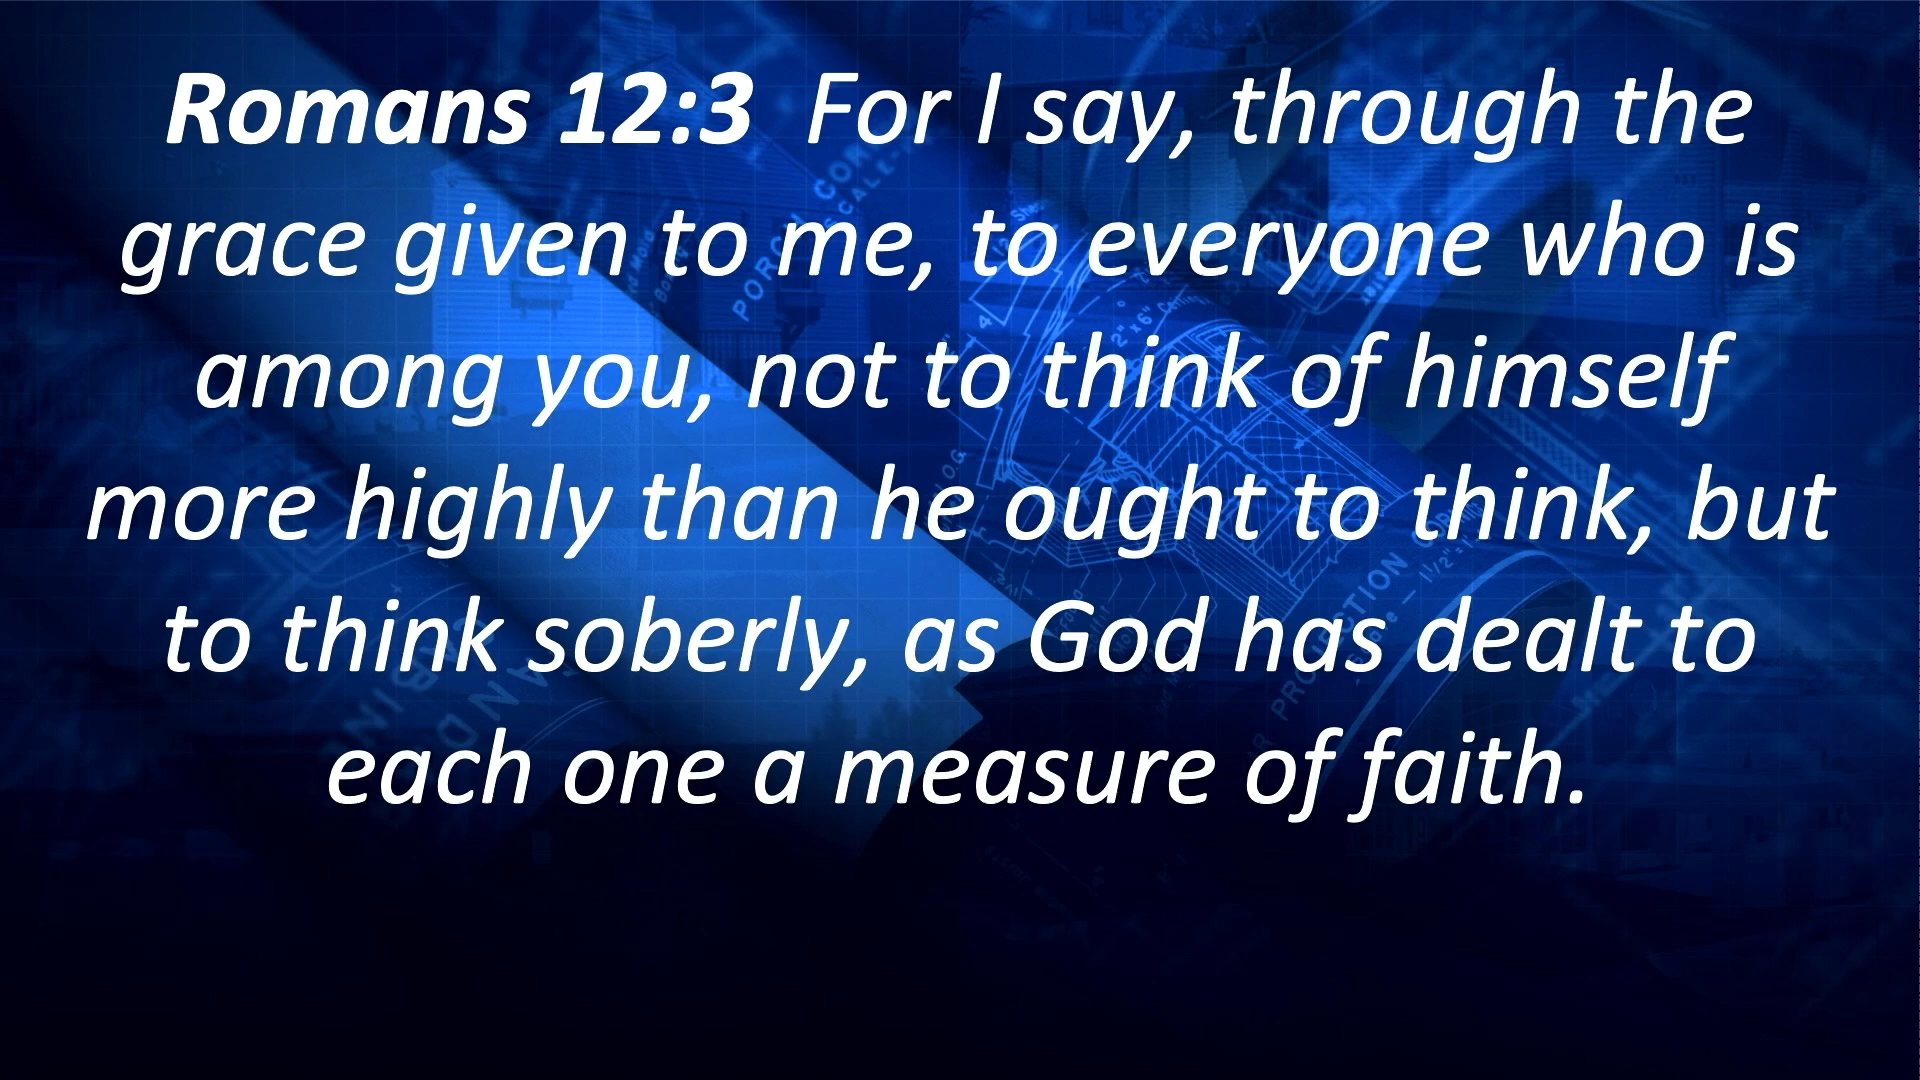 Romans 12:3 For I say, through the
grace given to me, to everyone who is
among you, not to think of himself
more highly than he ought to think, but
to think soberly, as God has dealt to
each one a measure of faith.